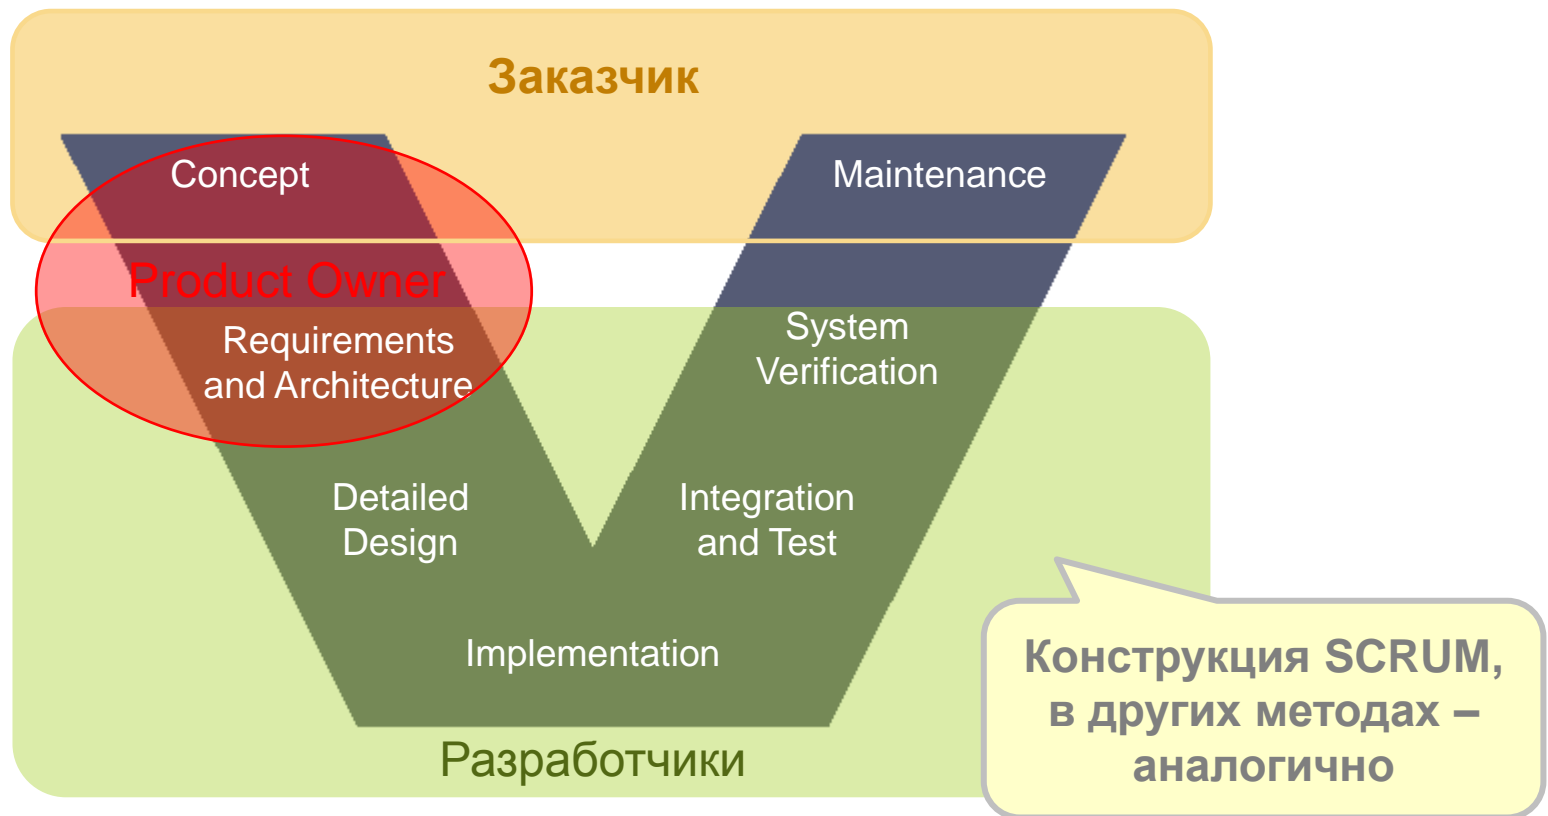 Заказчик
Concept
Maintenance
Product Owner
Requirements
and Architecture
System
Verification
Detailed
Design
Integration
and Test
Implementation
Разработчики
Конструкция SCRUM,
в других методах –
аналогично